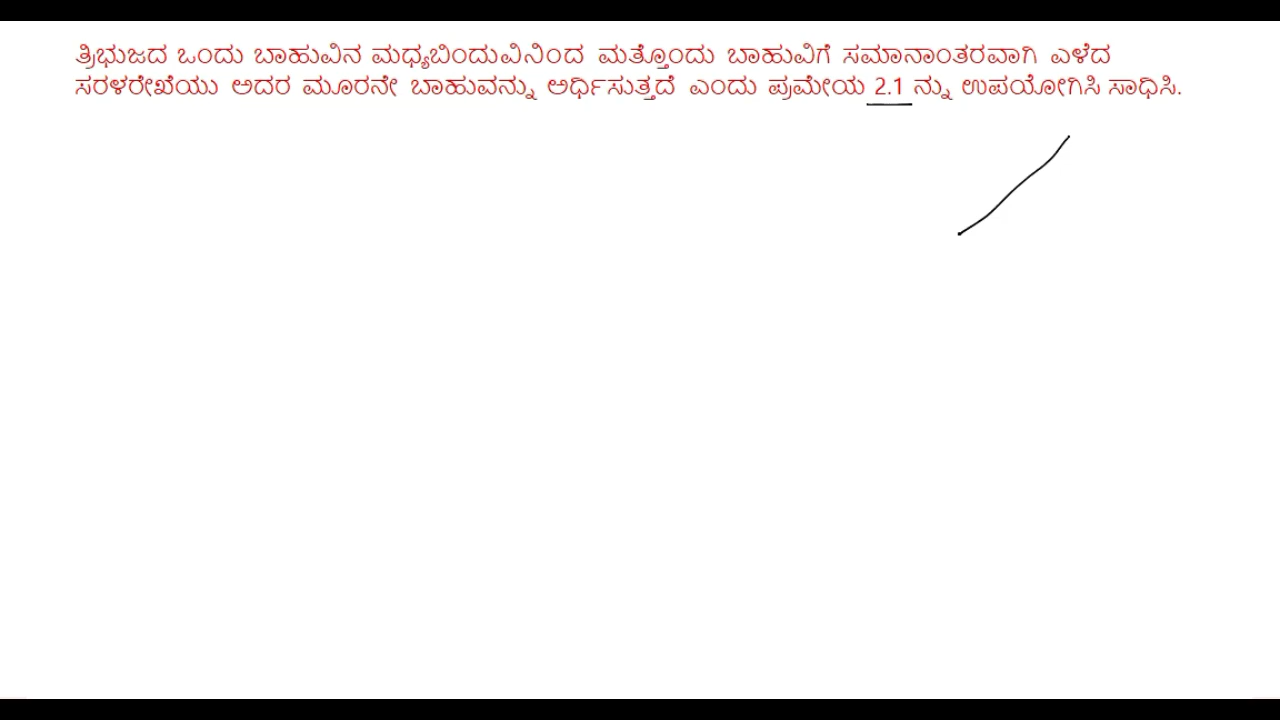 ತ್ರಿಭುಜದ ಒಂದು ಬಾಹುವಿನ ಮಧ್ಯಬಿಂದುವಿನಿಂದ ಮತ್ತೊಂದು ಬಾಹುವಿಗೆ ಸಮಾನಾಂತರವಾಗಿ ಎಳೆದ
ಸರಳರೇಖೆಯು ಅದರ ಮೂರನೇ ಬಾಹುವನ್ನು ಅರ್ಧಿಸುತ್ತದೆ ಎಂದು ಪ್ರಮೇಯ 2.1 ನ್ನು ಉಪಯೋಗಿಸಿ ಸಾಧಿಸಿ.